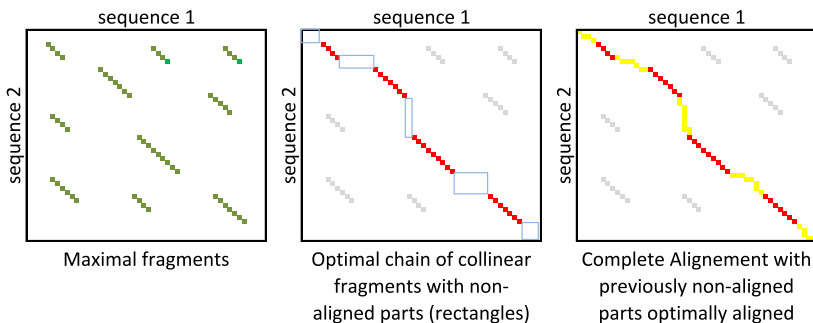 sequence 1
sequence 1
sequence 1
sequence 2
sequence 2
sequence 2
Maximal fragments
Optimal chain of collinear
fragments with non-
aligned parts (rectangles)
Complete Alignement with
previously non-aligned
parts optimally aligned